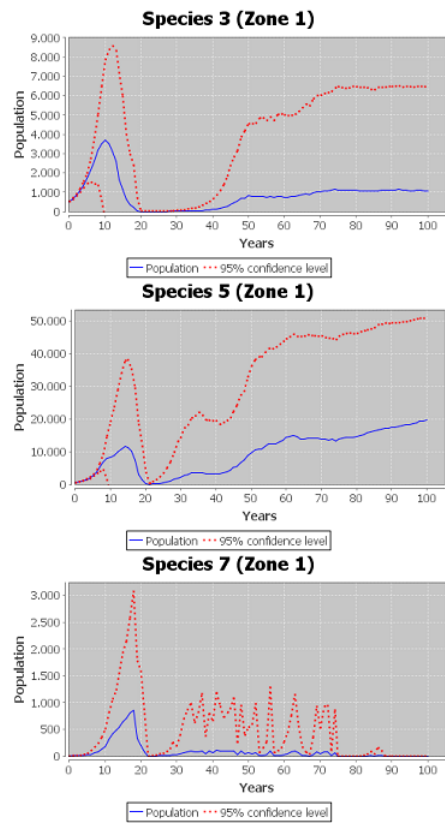 Species 3 (Zone 1)
9.000
8.000
7.000
6.000
5.000
4.000
3.000
2.000
1.000
0
Population
0 10 20 30 40 50 60 70 80 90 100
Years
Population 95% confidence level
Species 5 (Zone 1)
50.000
40.000
30.000
20.000
10.000
0
Population
0 10 20 30 40 50 60 70 80 90 100
Years
Population 95% confidence level
Species 7 (Zone 1)
3.000
2.500
2.000
1.500
1.000
500
0
Population
0 10 20 30 40 50 60 70 80 90 100
Years
Population 95% confidence level